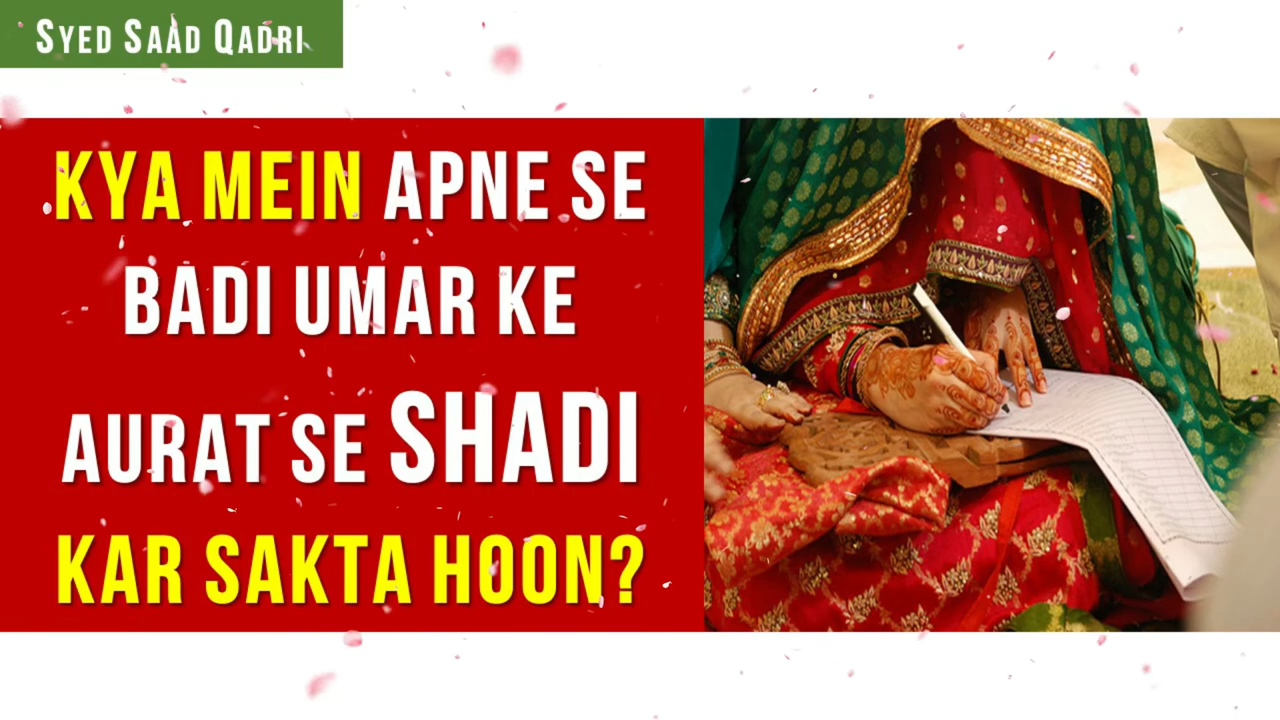 SYED SAAD QADRI
KYA MEIN APNE SE
BADI UMAR KE
AURAT SE SHADI
KAR SAKTA HOON?